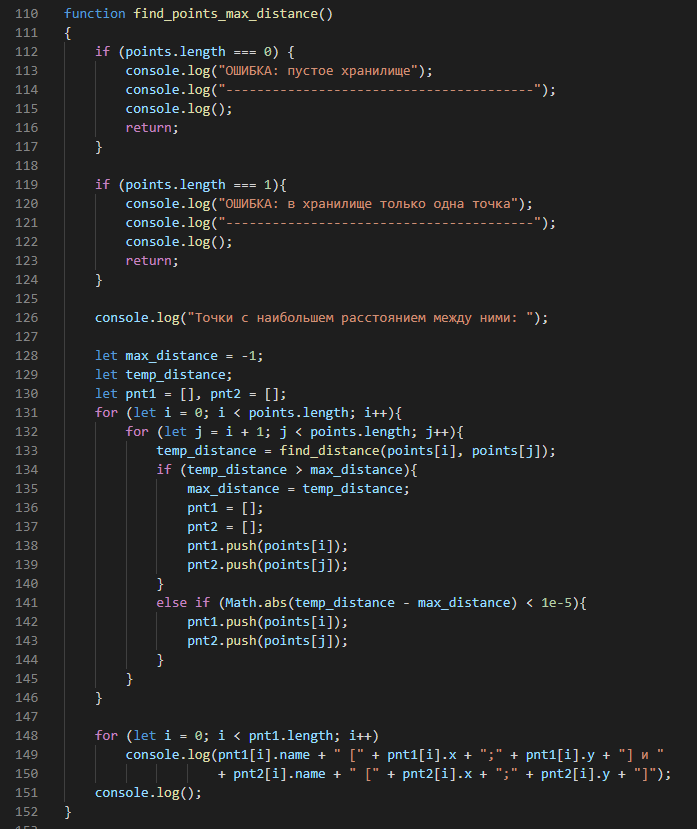 110 function find_points_max_distance()
111 {
112     if (points.length === 0) {
113         console.log("ОШИБКА: пустое хранилище");
114         console.log("----------------------------------------");
115         console.log();
116         return;
117     }
118
119     if (points.length === 1){
120         console.log("ОШИБКА: в хранилище только одна точка");
121         console.log("----------------------------------------");
122         console.log();
123         return;
124     }
125
126     console.log("Точки с наибольшем расстоянием между ними: ");
127
128     let max_distance = -1;
129     let temp_distance;
130     let pnt1 = [], pnt2 = [];
131     for (let i = 0; i < points.length; i++){
132         for (let j = i + 1; j < points.length; j++){
133             temp_distance = find_distance(points[i], points[j]);
134             if (temp_distance > max_distance){
135                 max_distance = temp_distance;
136                 pnt1 = [];
137                 pnt2 = [];
138                 pnt1.push(points[i]);
139                 pnt2.push(points[j]);
140             }
141             else if (Math.abs(temp_distance - max_distance) < 1e-5){
142                 pnt1.push(points[i]);
143                 pnt2.push(points[j]);
144             }
145         }
146     }
147
148     for (let i = 0; i < pnt1.length; i++)
149         console.log(pnt1[i].name + " [" + pnt1[i].x + ";" + pnt1[i].y + "] и "
150                     + pnt2[i].name + " [" + pnt2[i].x + ";" + pnt2[i].y + "]");
151     console.log();
152 }